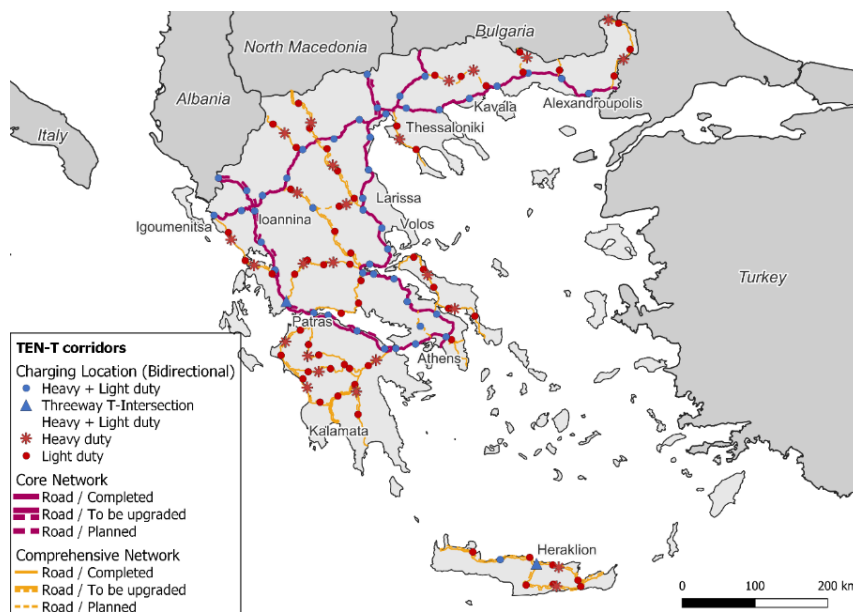 Bulgaria
North Macedonia
Albania
Italy
Kavala
Alexandroupolis
Thessaloniki
Larissa
Ioannina
Igoumenitsa
Volos
Turkey
Patras
Athens
Kalamata
Heraklion
TEN-T corridors
Charging Location (Bidirectional)
Heavy + Light duty
Threeway T-Intersection
Heavy + Light duty
Heavy duty
Light duty
Core Network
Road / Completed
Road / To be upgraded
Road / Planned
Comprehensive Network
Road / Completed
Road / To be upgraded
Road / Planned
0 100 200 km